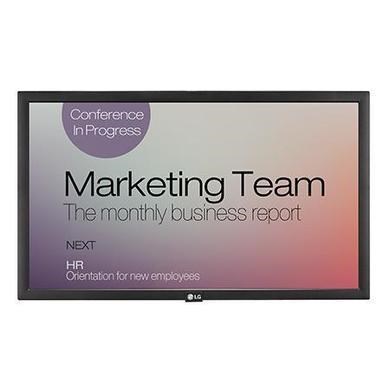 Conference
In Progress
Marketing Team
The monthly business report
NEXT
HR
Orientation for new employees
LG